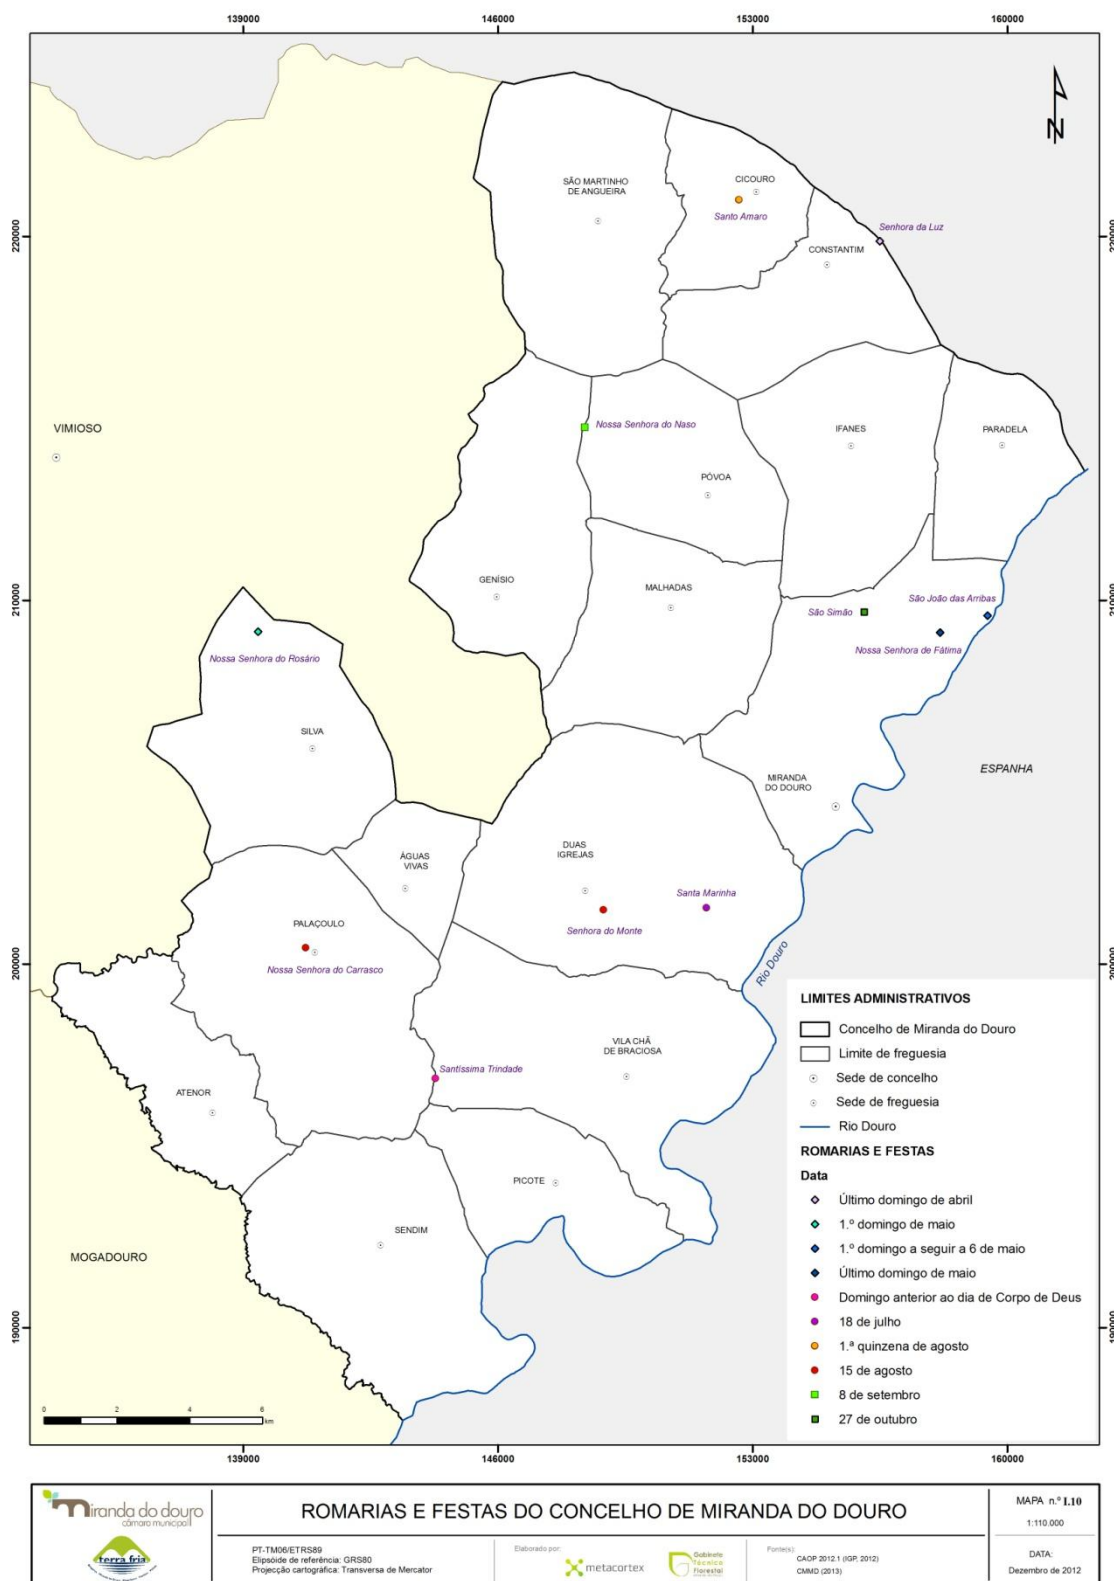 139000
146000
153000
160000
N
SÃO MARTINHO
DE ANGUEIRA
CICOURO
Santo Amaro
Senhora da Luz
220000
220000
CONSTANTIM
VIMIOSO
Nossa Senhora do Naso
IFANES
PARADELA
PÓVOA
GENÍSIO
MALHADAS
210000
210000
São João das Arribas
São Simão
Nossa Senhora de Fátima
Nossa Senhora do Rosário
SILVA
ESPANHA
MIRANDA
DO DOURO
DUAS
IGREJAS
ÁGUAS
VIVAS
Santa Marinha
PALAÇOULO
Senhora do Monte
Nossa Senhora do Carrasco
Rio Douro
200000
200000
VILA CHÃ
DE BRACIOSA
Santíssima Trindade
ATENOR
PICOTE
SENDIM
MOGADOURO
190000
190000
LIMITES ADMINISTRATIVOS
Concelho de Miranda do Douro
Limite de freguesia
Sede de concelho
Sede de freguesia
Rio Douro
ROMARIAS E FESTAS
Data
Último domingo de abril
1.º domingo de maio
1.º domingo a seguir a 6 de maio
Último domingo de maio
Domingo anterior ao dia de Corpo de Deus
18 de julho
1.ª quinzena de agosto
15 de agosto
8 de setembro
27 de outubro
0 2 4 6
km
139000
146000
153000
160000
miranda do douro
câmara municipal
terra fria
ROMARIAS E FESTAS DO CONCELHO DE MIRANDA DO DOURO
PT-TM06/ETRS89
Elipsóide de referência: GRS80
Projecção cartográfica: Transversa de Mercator
Elaborado por:
metacortex
Gabinete
Técnico
Florestal
Fonte(s):
CAOP 2012.1 (IGP, 2012)
CMMD (2013)
MAPA n.º I.10
1:110.000
DATA:
Dezembro de 2012